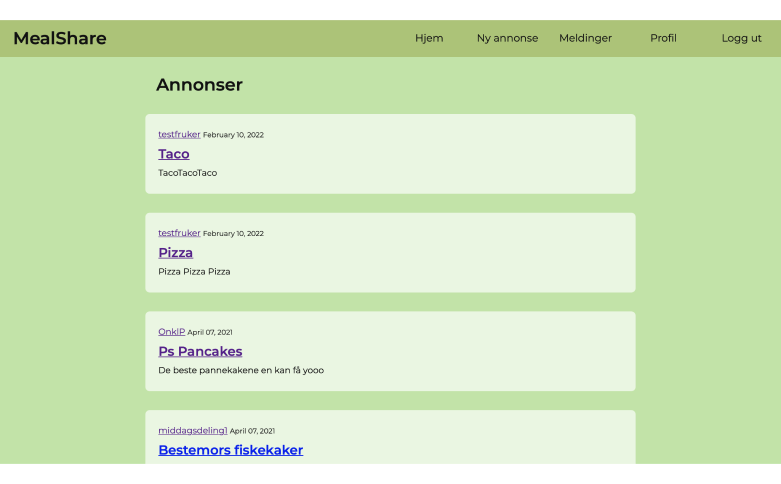 MealShare
Hjem Ny annonse Meldinger Profil Logg ut
Annonser
testfruker February 10, 2022
Taco
TacoTacoTaco
testfruker February 10, 2022
Pizza
Pizza Pizza Pizza
OnklP April 07, 2021
Ps Pancakes
De beste pannekakene en kan få yooo
middagsdeling1 April 07, 2021
Bestemors fiskekaker